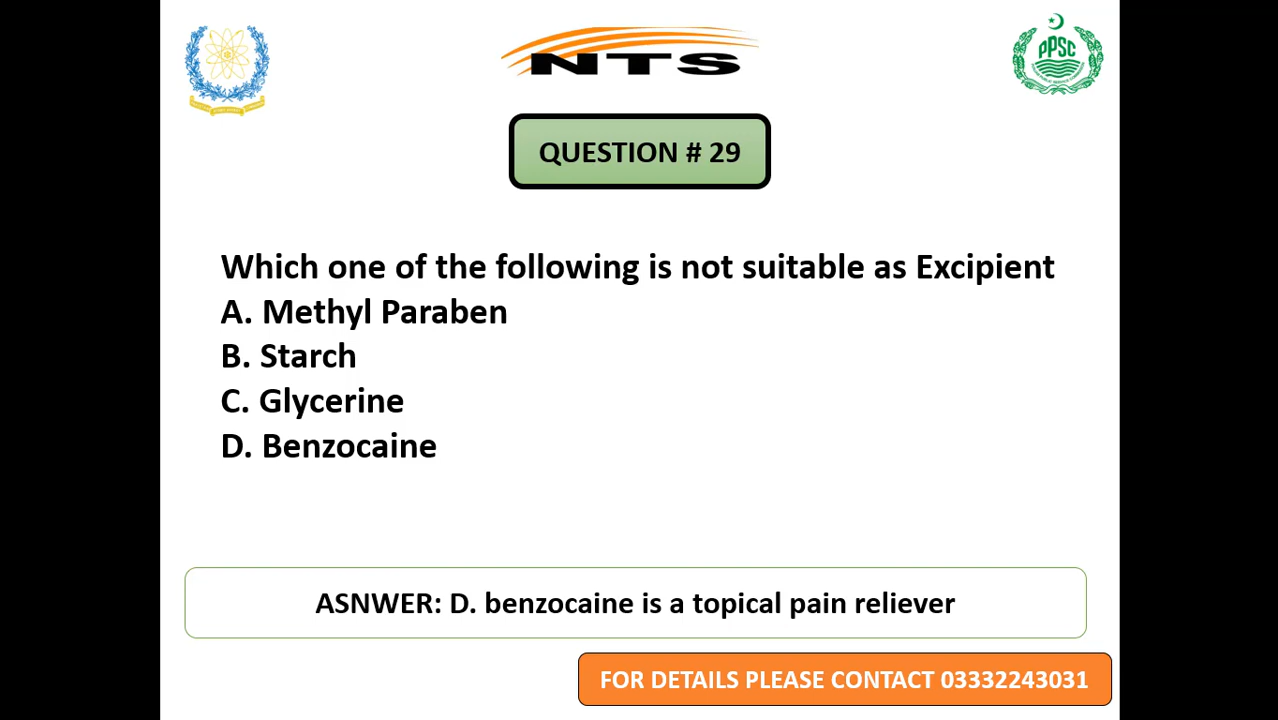 NTS
PPSC
QUESTION # 29
Which one of the following is not suitable as Excipient
A. Methyl Paraben
B. Starch
C. Glycerine
D. Benzocaine
ASNWER: D. benzocaine is a topical pain reliever
FOR DETAILS PLEASE CONTACT 03332243031